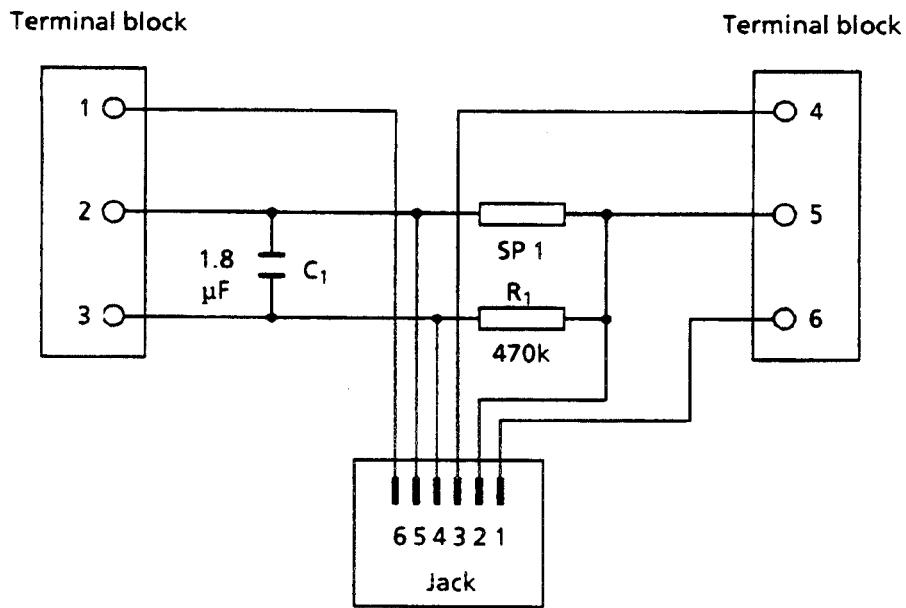 Terminal block
Terminal block
1
4
2
5
SP 1
1.8
µF
C₁
R₁
3
6
470k
6 5 4 3 2 1
Jack